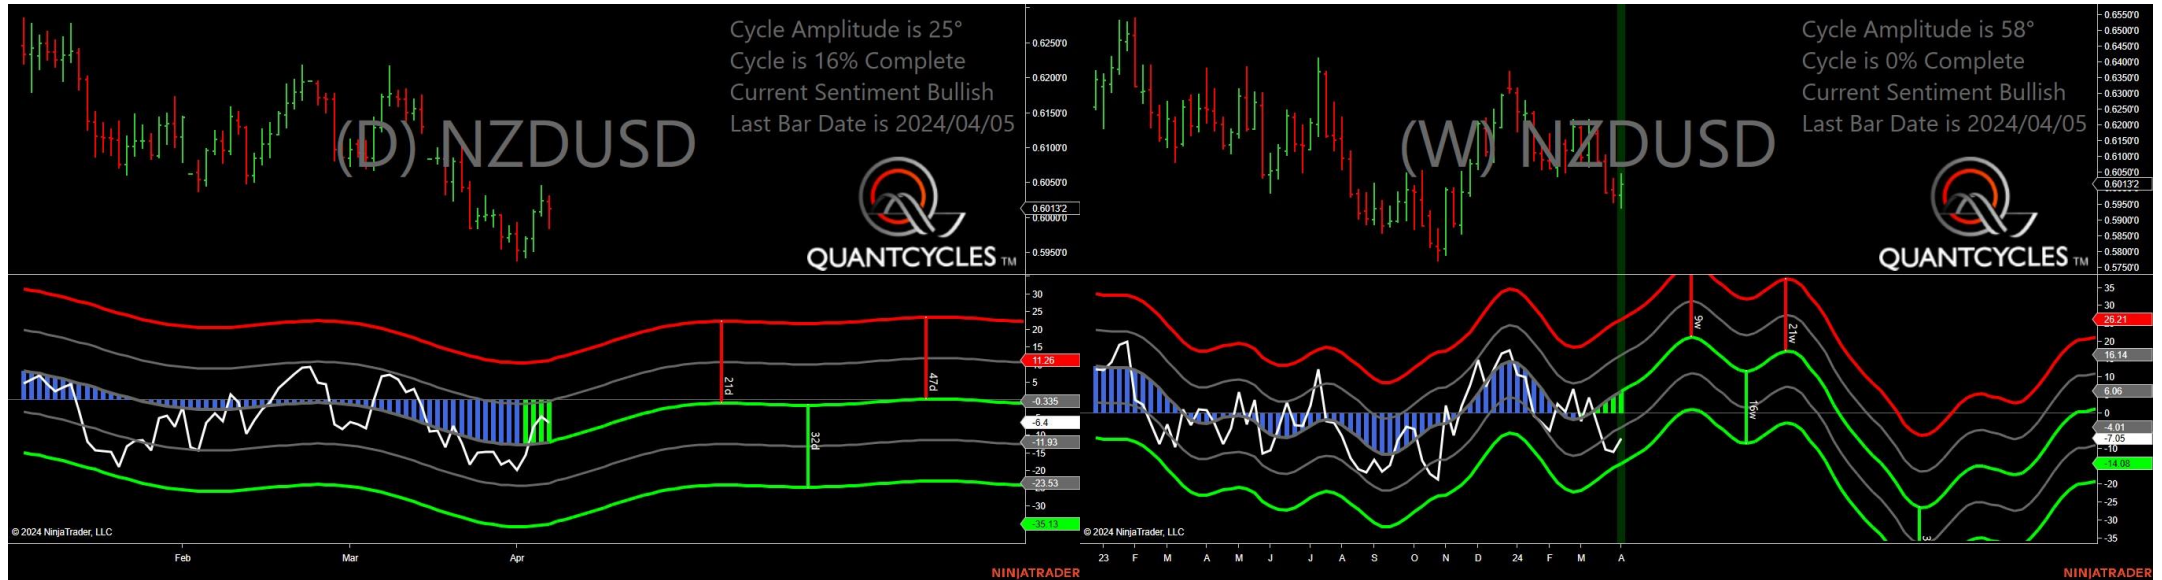 Cycle Amplitude is 25°
Cycle is 16% Complete
Current Sentiment Bullish
Last Bar Date is 2024/04/05
(D) NZDUSD
QUANTCYCLES TM
0.6250'0
0.6200'0
0.6150'0
0.6100'0
0.6050'0
0.6013'2
0.6000'0
0.5950'0
30
25
20
15
11.26
5
-0.335
-6.4
-11.93
-15
-20
-23.53
-30
-35.13
21d
32d
47d
© 2024 NinjaTrader, LLC
Feb
Mar
Apr
NINJATRADER
Cycle Amplitude is 58°
Cycle is 0% Complete
Current Sentiment Bullish
Last Bar Date is 2024/04/05
(W) NZDUSD
QUANTCYCLES TM
0.6550'0
0.6500'0
0.6450'0
0.6400'0
0.6350'0
0.6300'0
0.6250'0
0.6200'0
0.6150'0
0.6100'0
0.6050'0
0.6013'2
0.5950'0
0.5900'0
0.5850'0
0.5800'0
0.5750'0
35
30
26.21
20
16.14
10
6.06
0
-4.01
-7.05
-10
-14.08
-20
-25
-30
-35
9w
16w
21w
3
© 2024 NinjaTrader, LLC
23
F
M
A
M
J
J
A
S
O
N
D
24
F
M
A
NINJATRADER